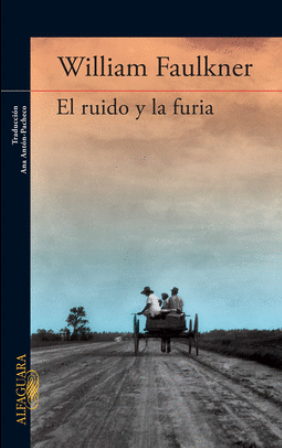 William Faulkner
El ruido y la furia
Traducción
Ana Antón-Pacheco
ALFAGUARA